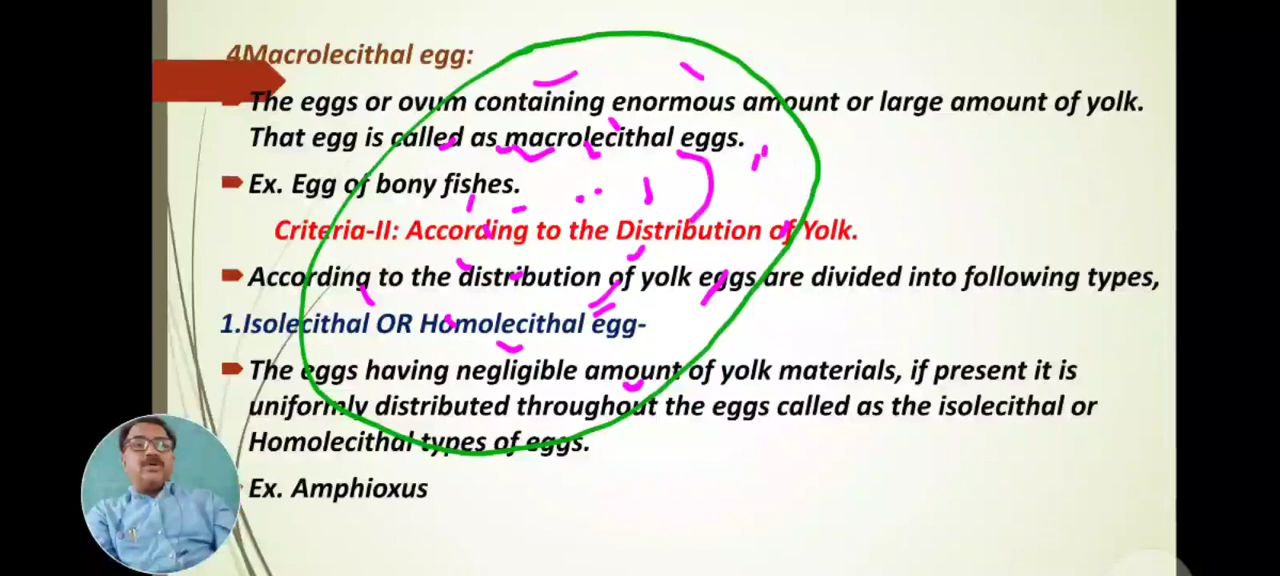 4Macrolecithal egg:
The eggs or ovum containing enormous amount or large amount of yolk.
That egg is called as macrolecithal eggs.
Ex. Egg of bony fishes.
Criteria-II: According to the Distribution of Yolk.
According to the distribution of yolk eggs are divided into following types,
1.Isolecithal OR Homolecithal egg-
The eggs having negligible amount of yolk materials, if present it is
uniformly distributed throughout the eggs called as the isolecithal or
Homolecithal types of eggs.
Ex. Amphioxus